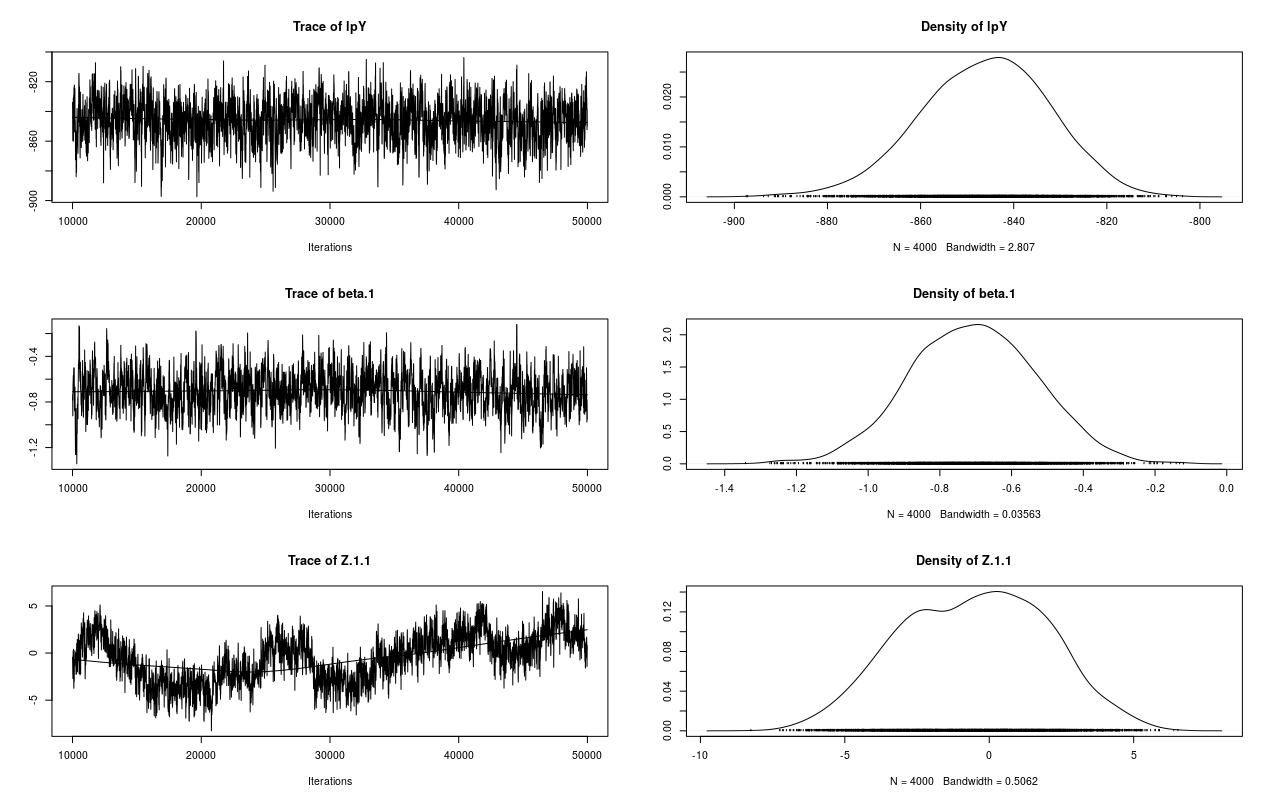 Trace of lpY
-820
-860
-900
10000 20000 30000 40000 50000
Iterations
Density of lpY
0.020
0.010
0.000
-900 -880 -860 -840 -820 -800
N = 4000 Bandwidth = 2.807
Trace of beta.1
-0.4
-0.8
-1.2
10000 20000 30000 40000 50000
Iterations
Density of beta.1
2.0
1.5
1.0
0.5
0.0
-1.4 -1.2 -1.0 -0.8 -0.6 -0.4 -0.2 0.0
N = 4000 Bandwidth = 0.03563
Trace of Z.1.1
5
0
-5
10000 20000 30000 40000 50000
Iterations
Density of Z.1.1
0.12
0.08
0.04
0.00
-10 -5 0 5
N = 4000 Bandwidth = 0.5062